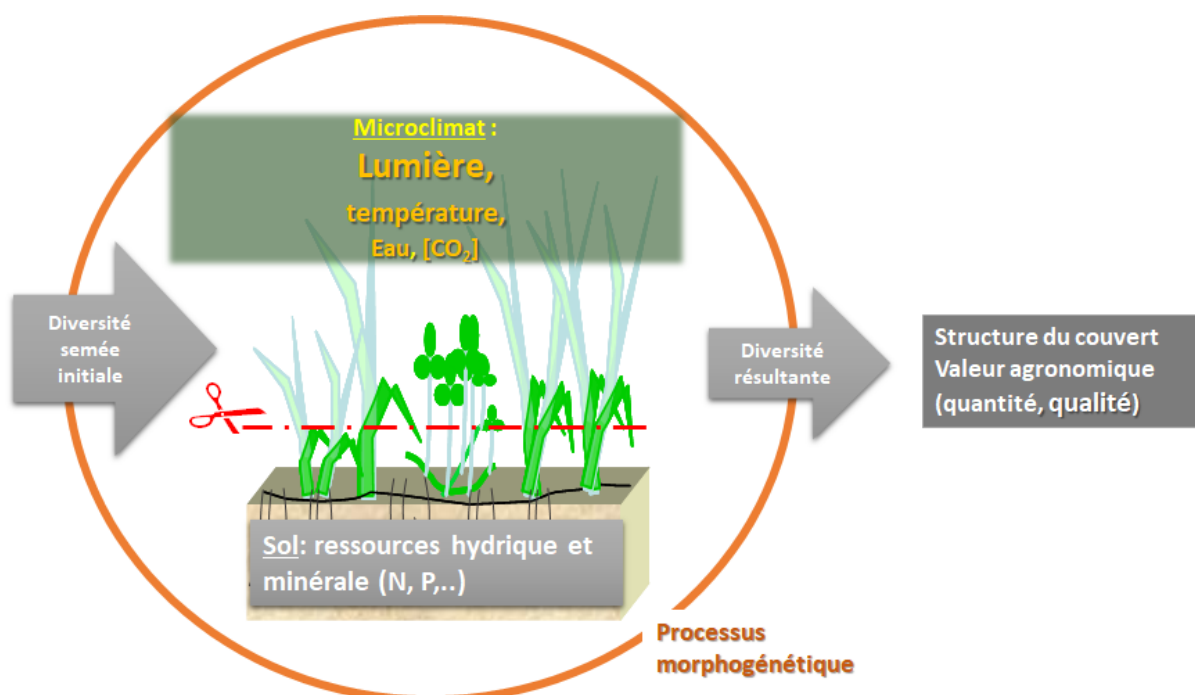 Microclimat :
Lumière,
température,
Eau, [CO₂]
Diversité
semée
initiale
Diversité
résultante
Structure du couvert
Valeur agronomique
(quantité, qualité)
Sol: ressources hydrique et
minérale (N, P,..)
Processus
morphogénétique